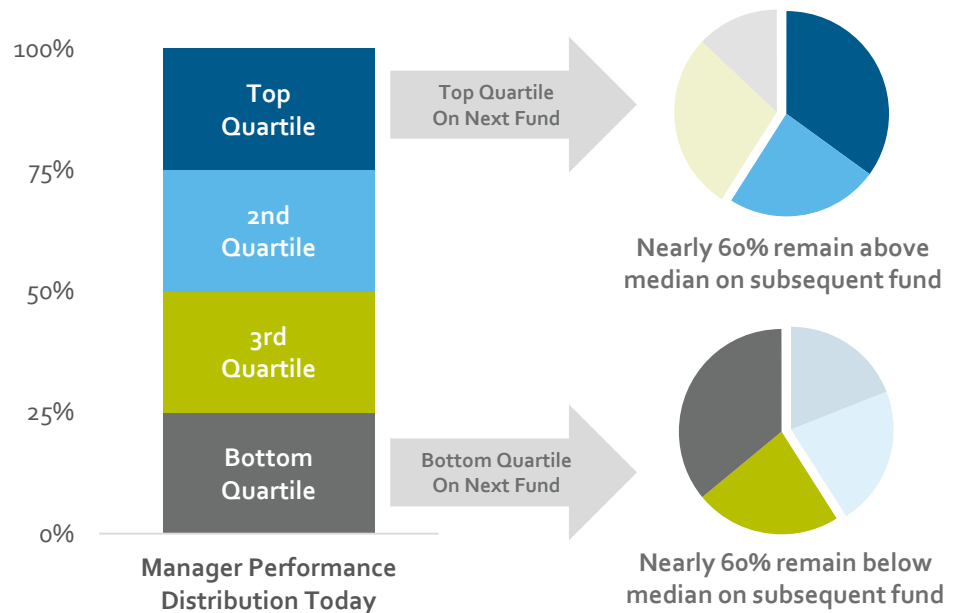 100%
75%
50%
25%
0%
Top
Quartile
2nd
Quartile
3rd
Quartile
Bottom
Quartile
Manager Performance
Distribution Today
Top Quartile
On Next Fund
Nearly 60% remain above
median on subsequent fund
Bottom Quartile
On Next Fund
Nearly 60% remain below
median on subsequent fund